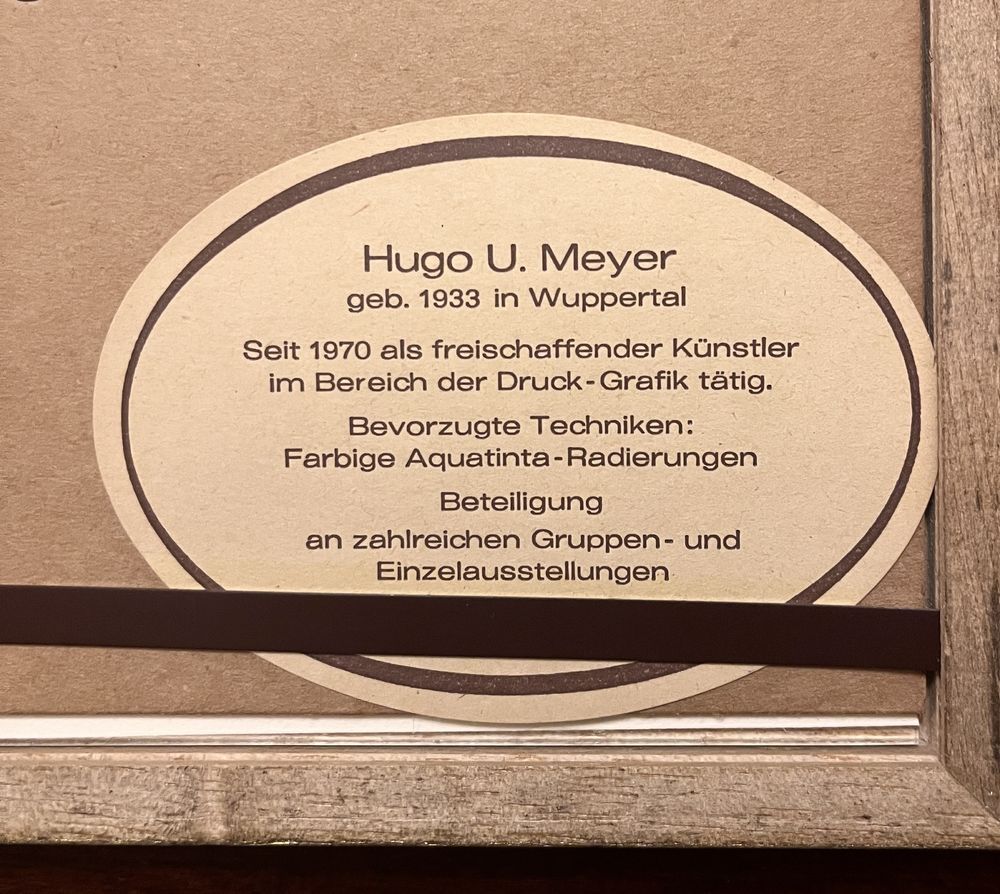 Hugo U. Meyer
geb. 1933 in Wuppertal
Seit 1970 als freischaffender Künstler
im Bereich der Druck-Grafik tätig.
Bevorzugte Techniken:
Farbige Aquatinta-Radierungen
Beteiligung
an zahlreichen Gruppen- und
Einzelausstellungen